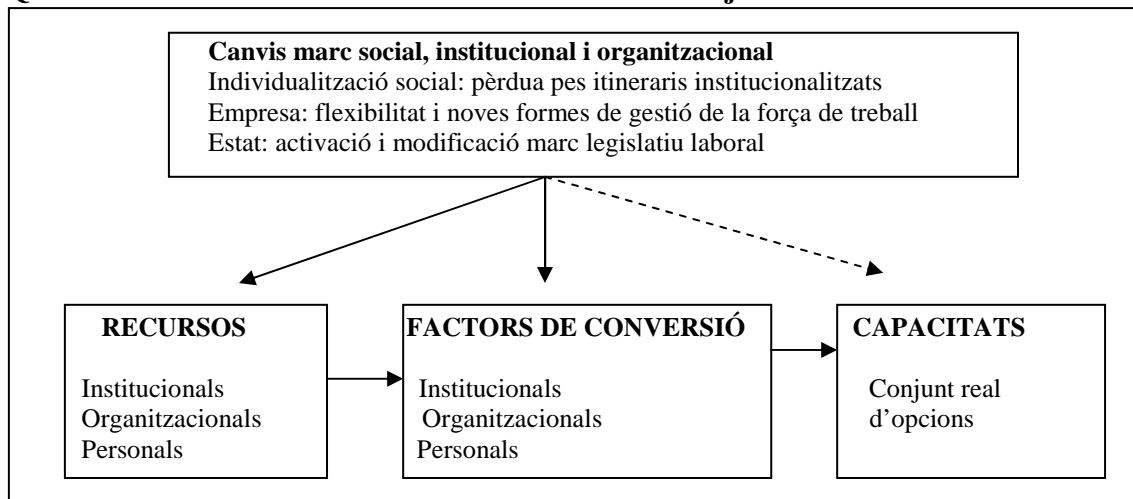 Canvis marc social, institucional i organitzacional
Individualització social: pèrdua pes itineraris institucionalitzats
Empresa: flexibilitat i noves formes de gestió de la força de treball
Estat: activació i modificació marc legislatiu laboral
RECURSOS
Institucionals
Organitzacionals
Personals
FACTORS DE CONVERSIÓ
Institucionals
Organitzacionals
Personals
CAPACITATS
Conjunt real
d’opcions